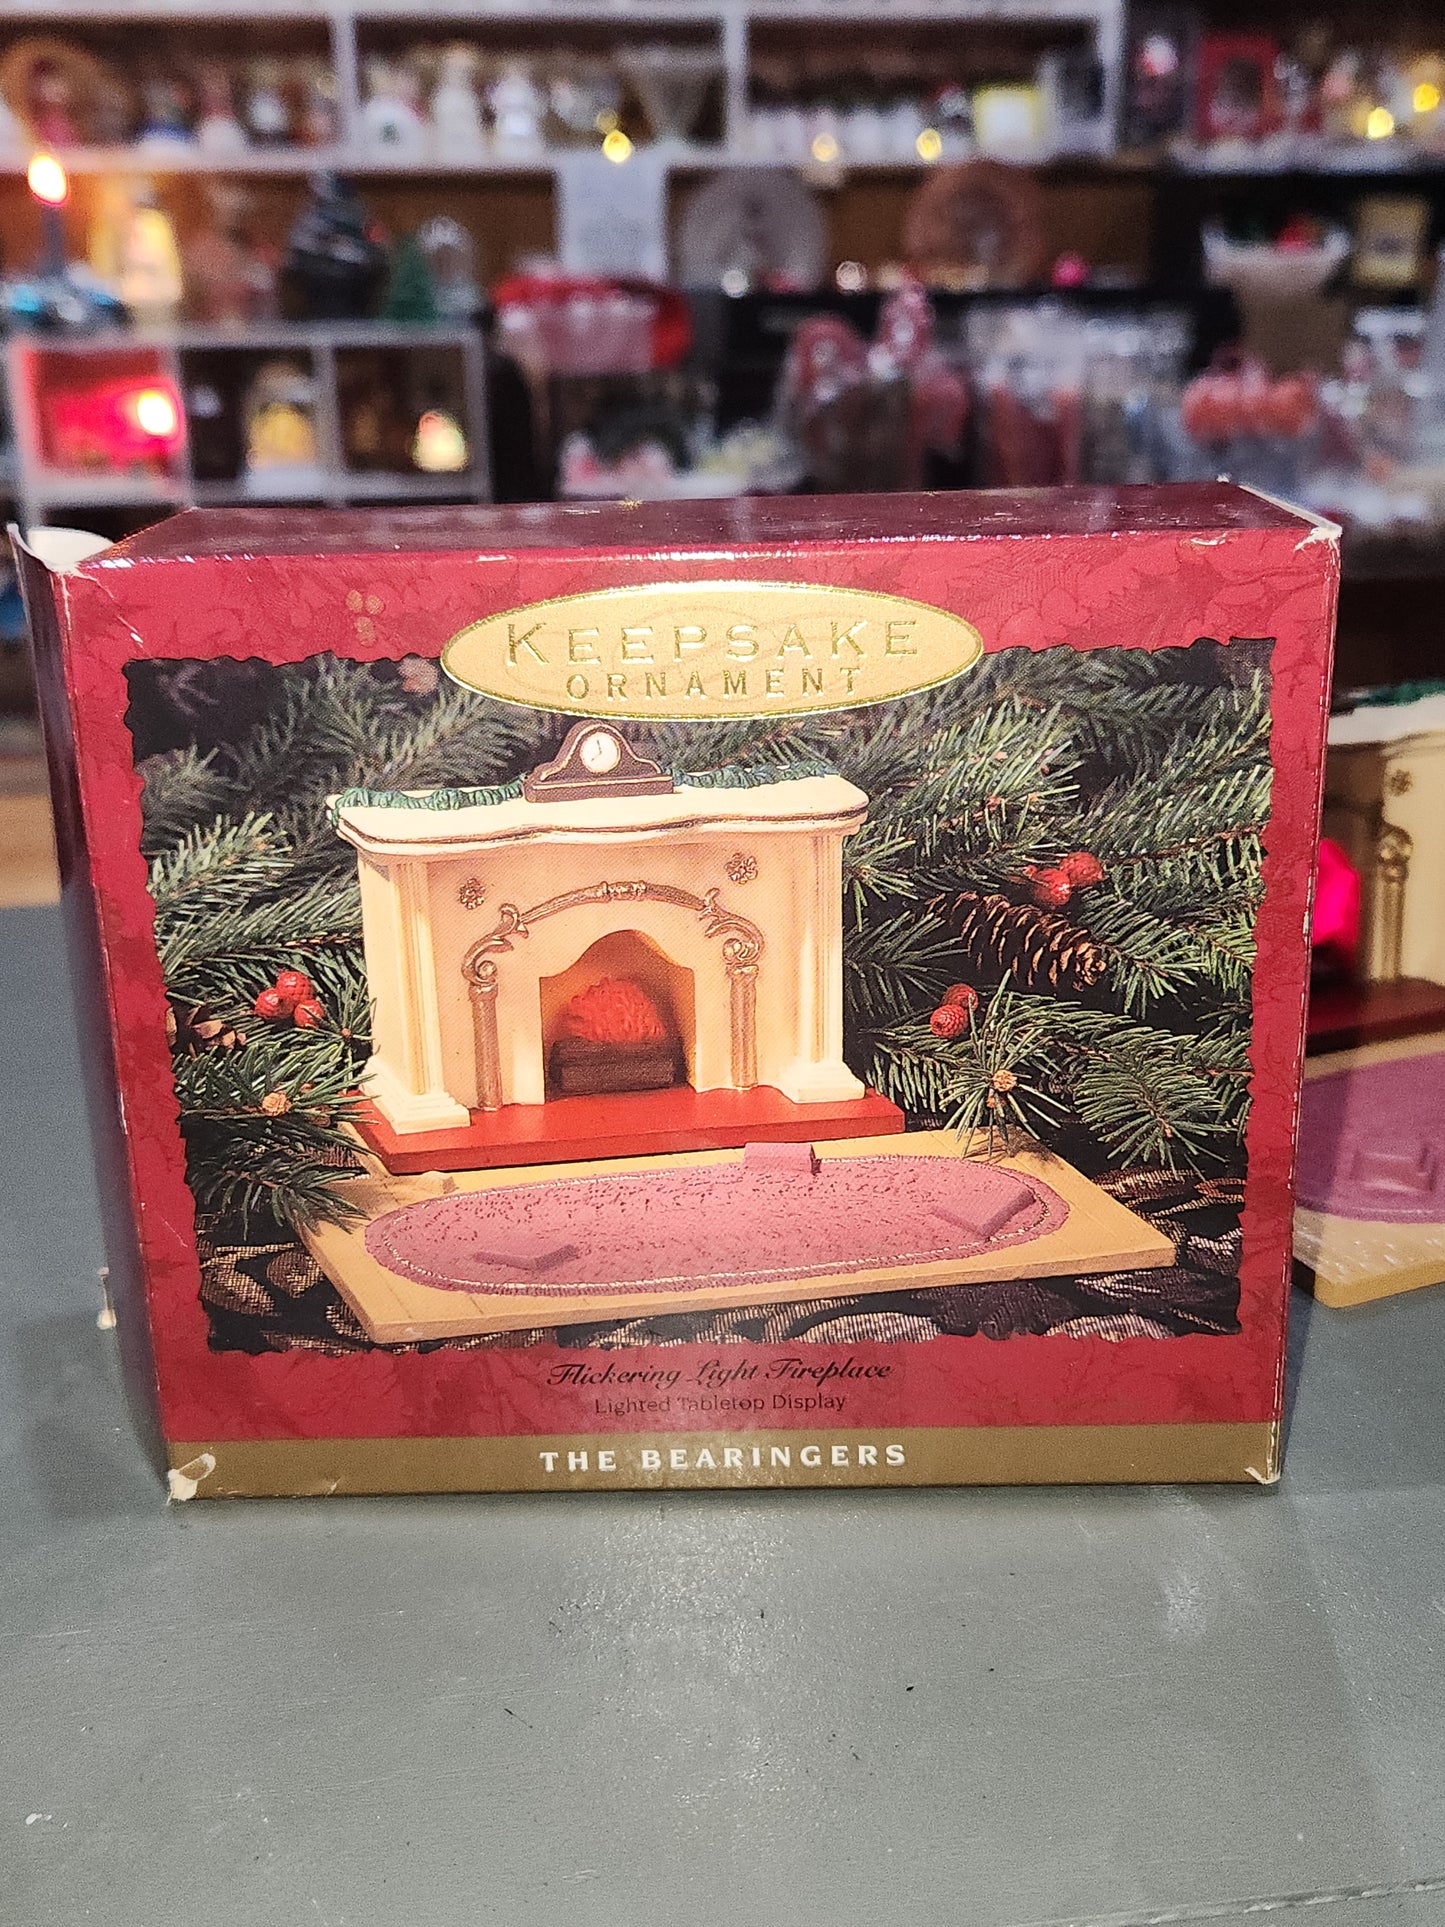 KEEPSAKE
ORNAMENT
Flickering Light Fireplace
Lighted Tabletop Display
THE BEARINGERS